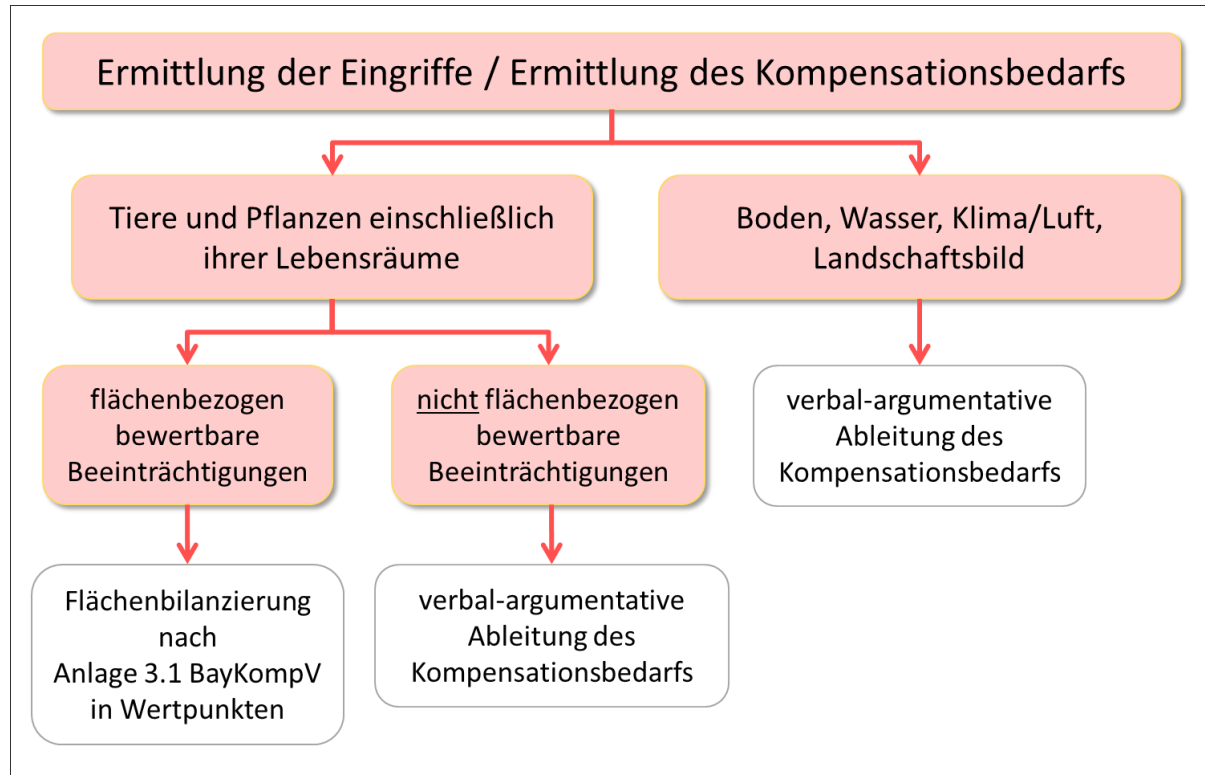 Ermittlung der Eingriffe / Ermittlung des Kompensationsbedarfs
Tiere und Pflanzen einschließlich
ihrer Lebensräume
Boden, Wasser, Klima/Luft,
Landschaftsbild
flächenbezogen
bewertbare
Beeinträchtigungen
nicht flächenbezogen
bewertbare
Beeinträchtigungen
verbal-argumentative
Ableitung des
Kompensationsbedarfs
Flächenbilanzierung
nach
Anlage 3.1 BayKompV
in Wertpunkten
verbal-argumentative
Ableitung des
Kompensationsbedarfs